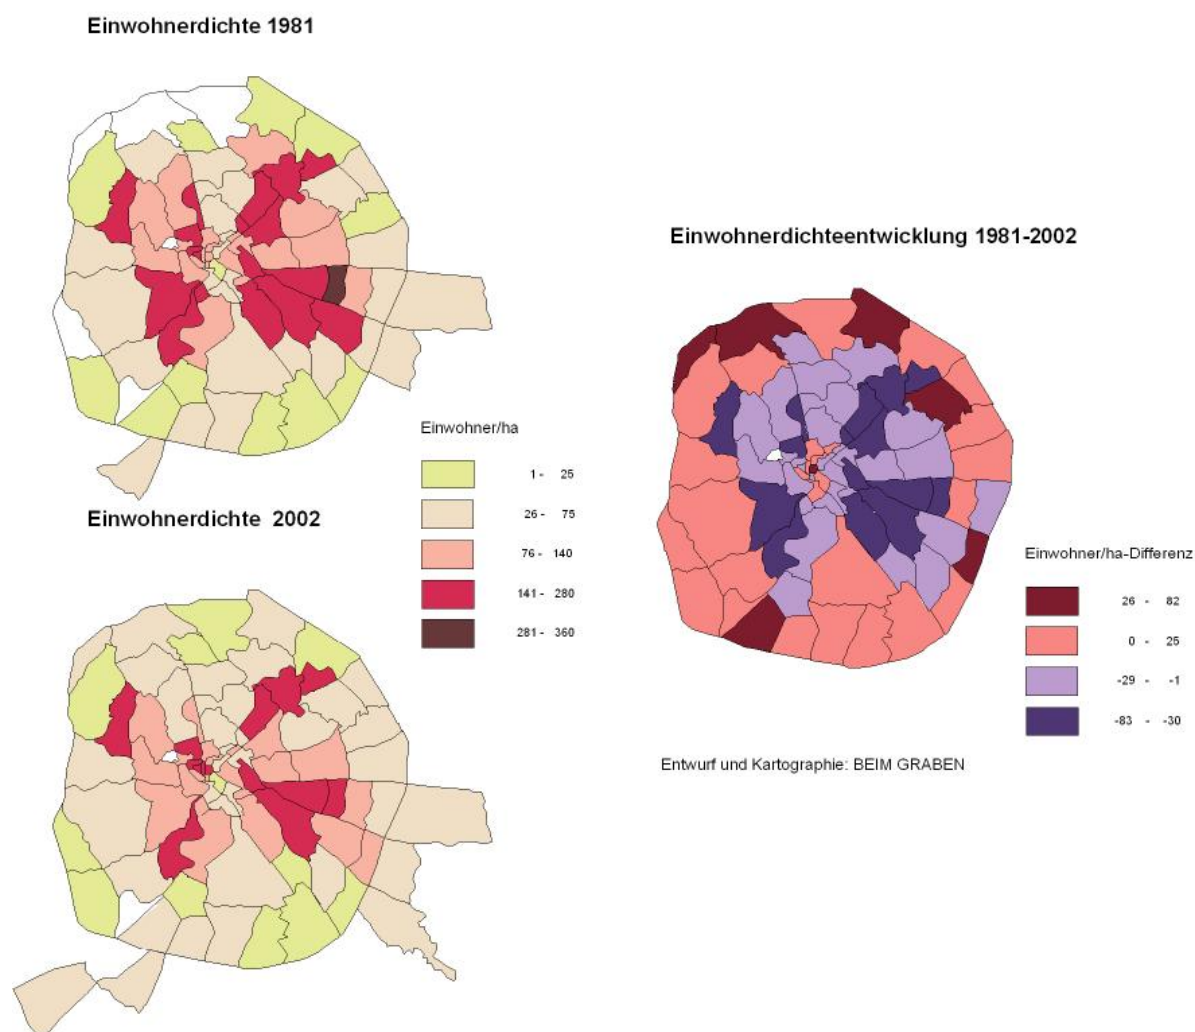 Einwohnerdichte 1981
Einwohner/ha
1 - 25
26 - 75
76 - 140
141 - 280
281 - 360
Einwohnerdichte 2002
Einwohnerdichteentwicklung 1981-2002
Einwohner/ha-Differenz
26 - 82
0 - 25
-29 - -1
-83 - -30
Entwurf und Kartographie: BEIM GRABEN